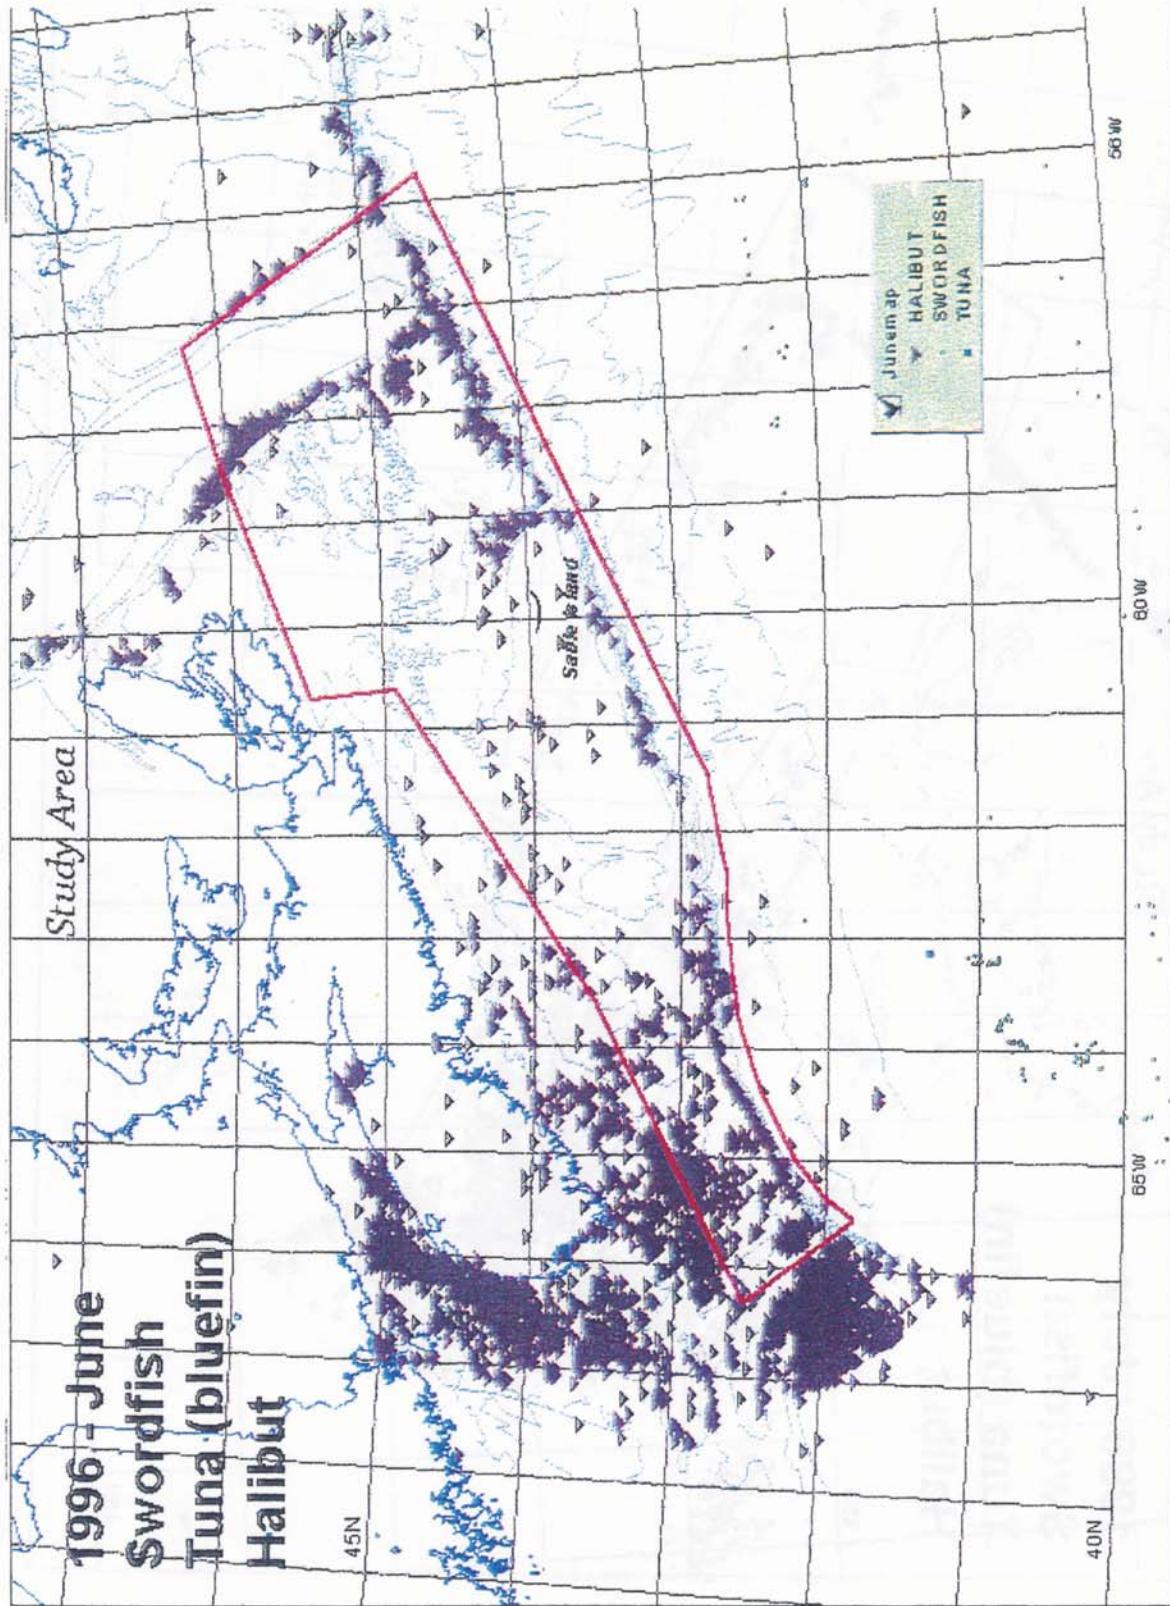 Study Area
1996 - June
Swordfish
Tuna (bluefin)
Halibut
45N
40N
65W
60W
56W
Sable Island
Junemap
HALIBUT
SWORDFISH
TUNA